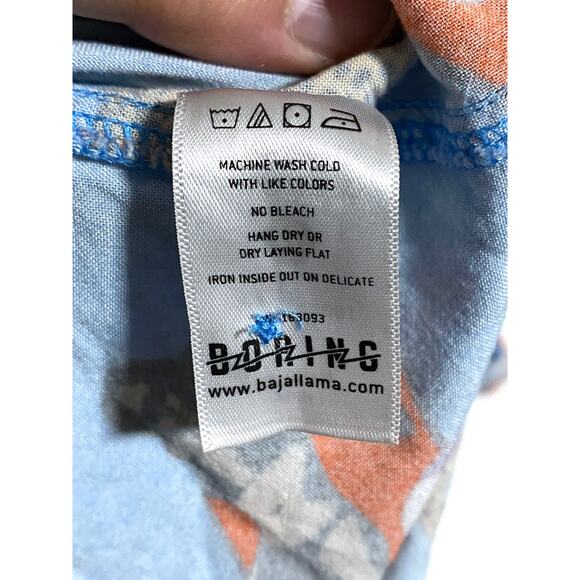 MACHINE WASH COLD
WITH LIKE COLORS
NO BLEACH
HANG DRY OR
DRY LAYING FLAT
IRON INSIDE OUT ON DELICATE
163093
BORING
www.bajallama.com